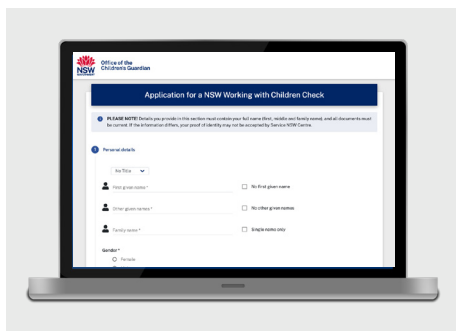 NSW
Office of the
Children's Guardian
Application for a NSW Working with Children Check
PLEASE NOTE! Details you provide in this section must contain your full name (first, middle and family name), and all documents must
be current. If the information differs, your proof of identity may not be accepted by Service NSW Centre.
1 Personal details
No Title
First given name *
No first given name
Other given names *
No other given names
Family name *
Single name only
Gender *
Female